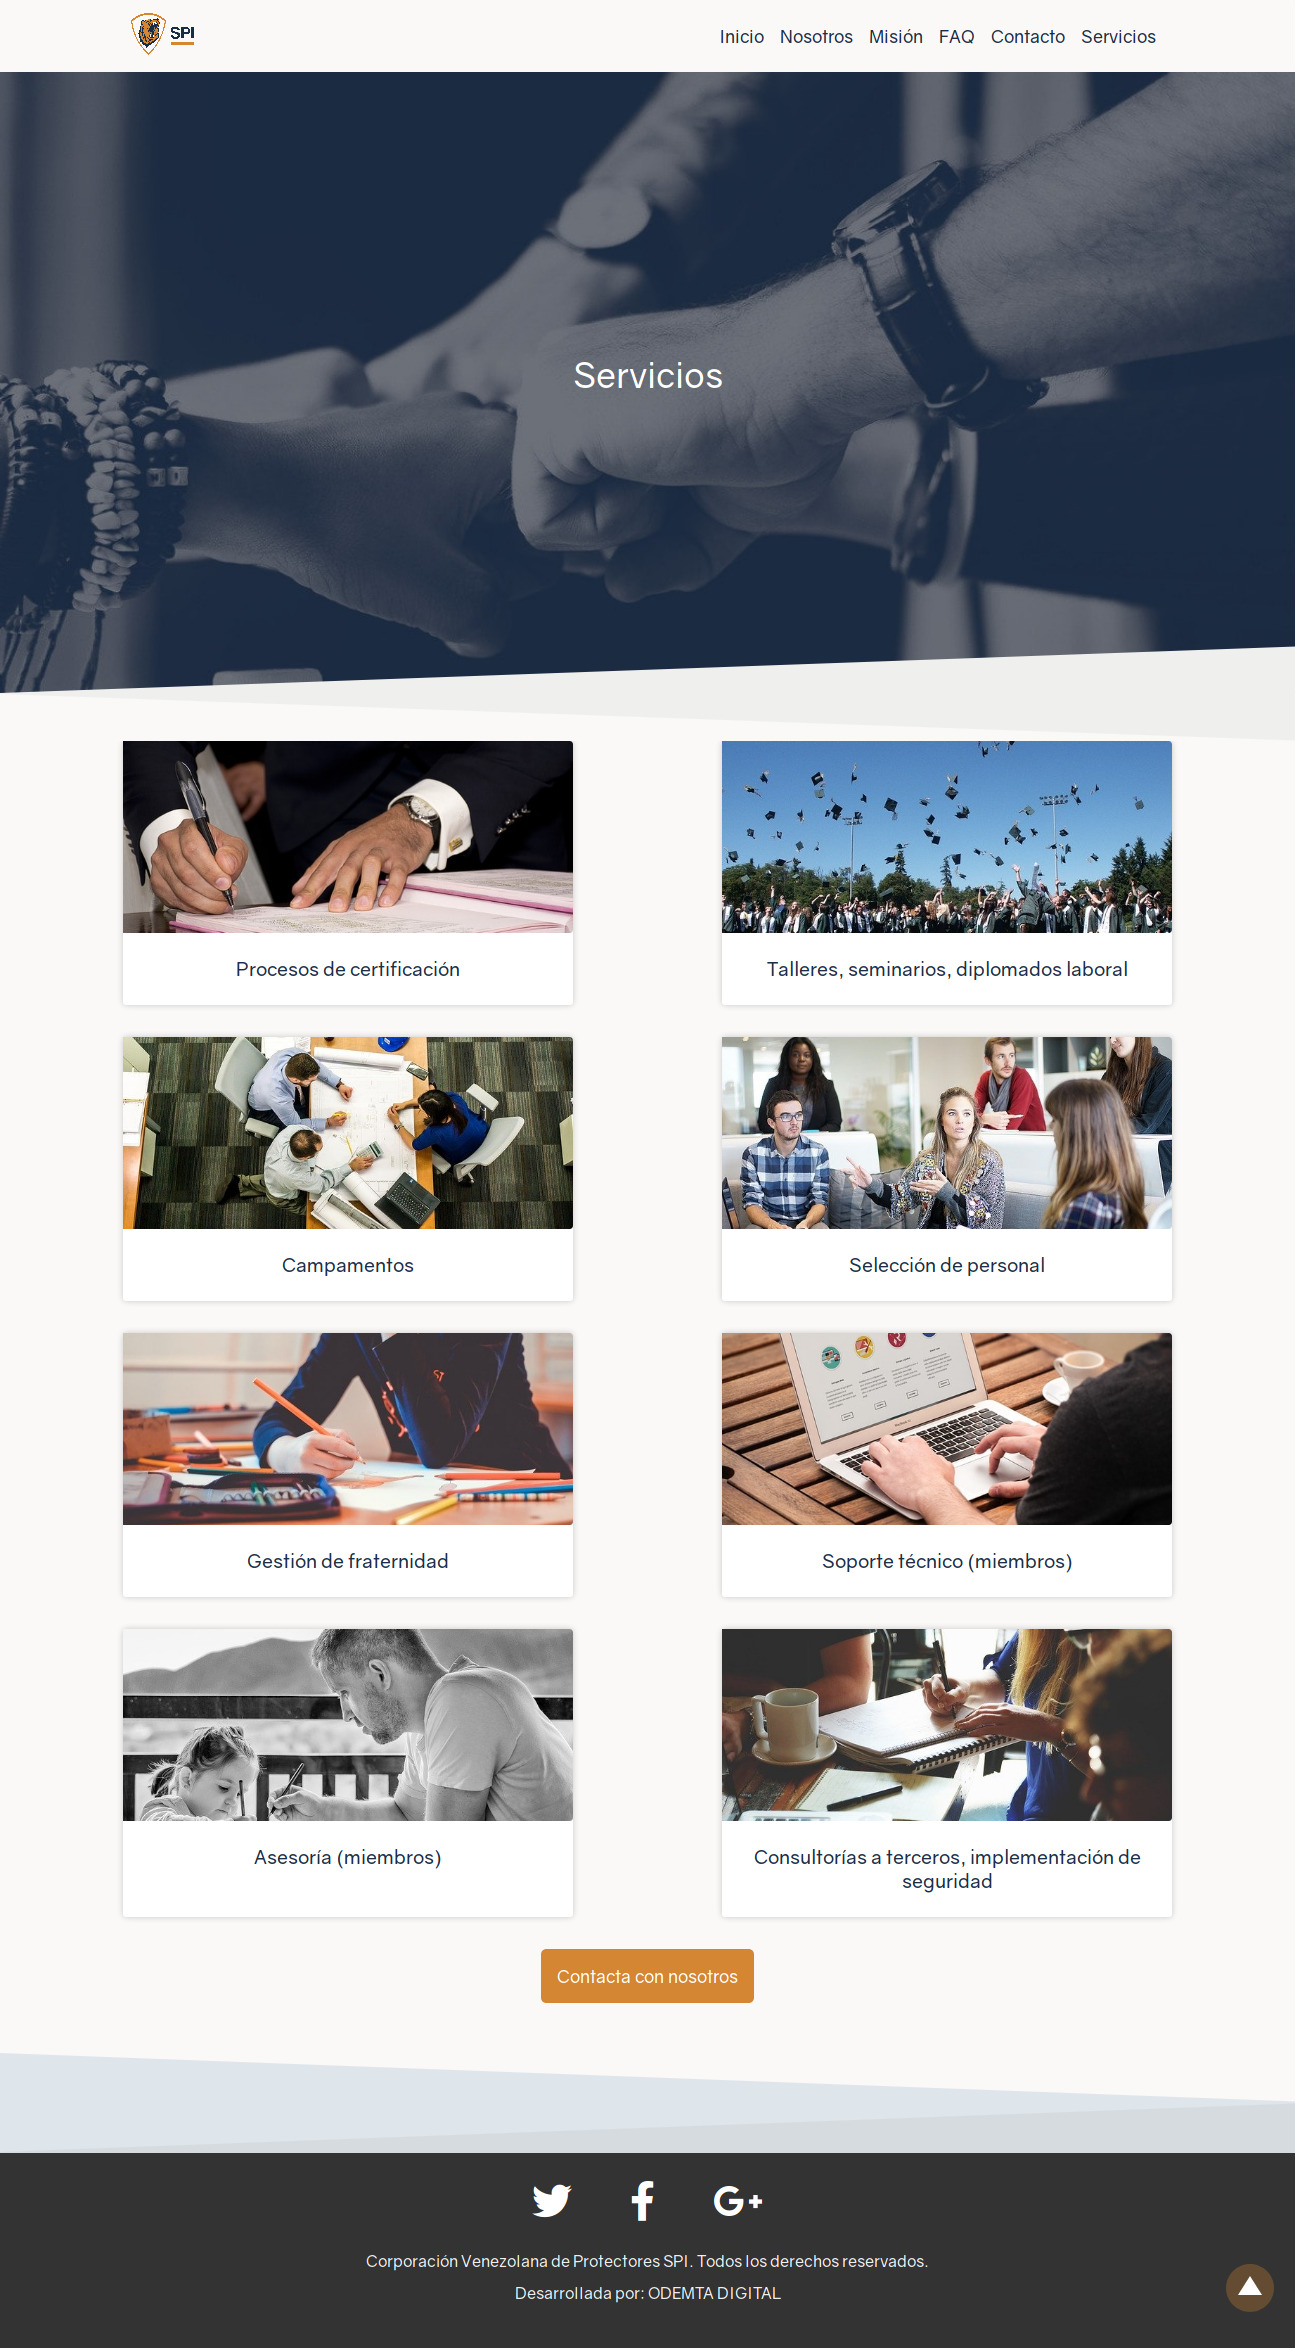 SPI
Inicio Nosotros Misión FAQ Contacto Servicios
Servicios
Procesos de certificación
Talleres, seminarios, diplomados laboral
Campamentos
Selección de personal
Gestión de fraternidad
Soporte técnico (miembros)
Asesoría (miembros)
Consultorías a terceros, implementación de
seguridad
Contacta con nosotros
Corporación Venezolana de Protectores SPI. Todos los derechos reservados.
Desarrollada por: ODEMTA DIGITAL